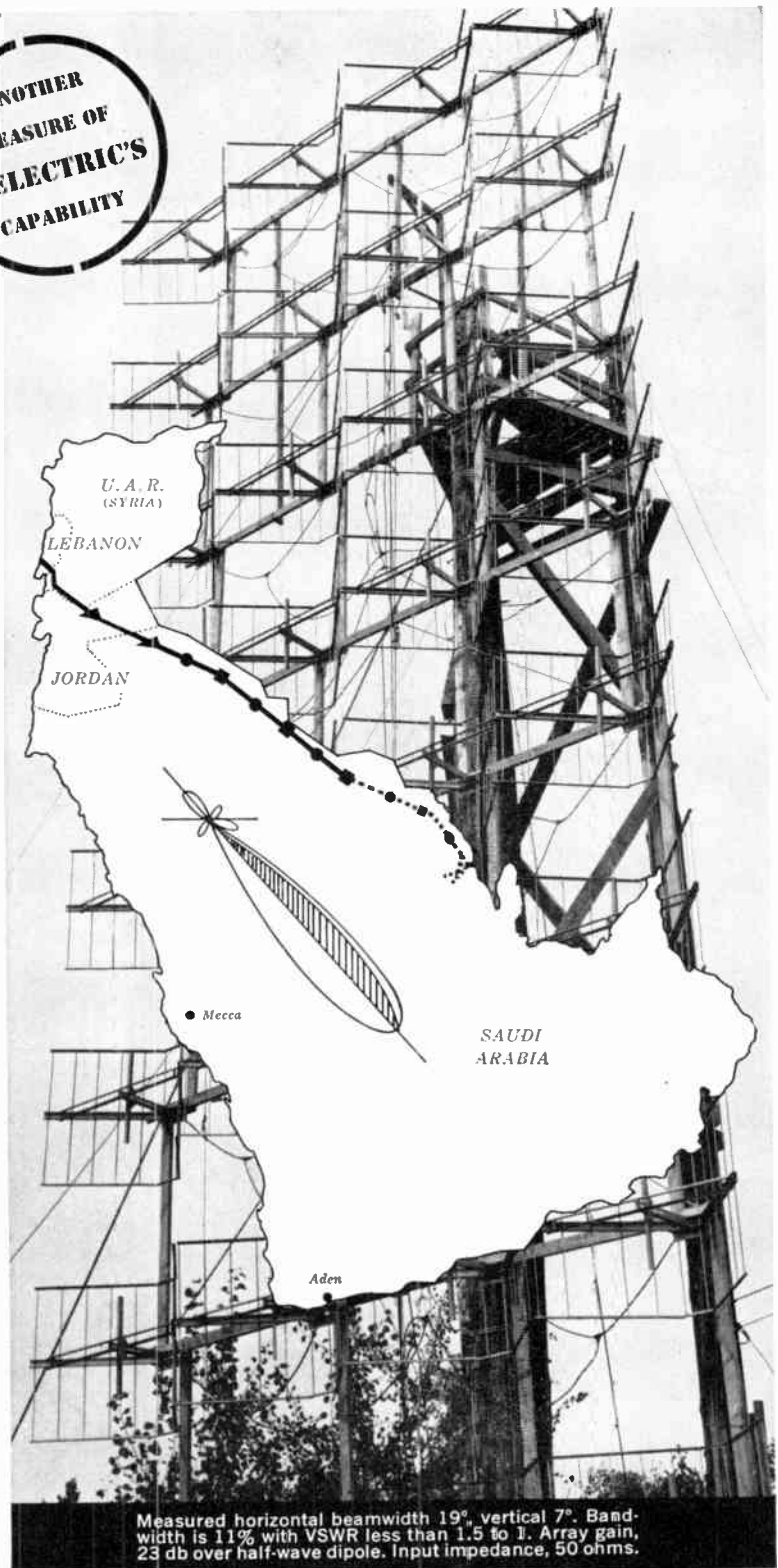 NOTHER
EASURE OF
ELECTRIC'S
CAPABILITY
U.A.R.
(SYRIA)
LEBANON
JORDAN
Mecca
SAUDI
ARABIA
Aden
Measured horizontal beamwidth 19°, vertical 7°. Band-
width is 11% with VSWR less than 1.5 to 1. Array gain,
23 db over half-wave dipole. Input impedance, 50 ohms.